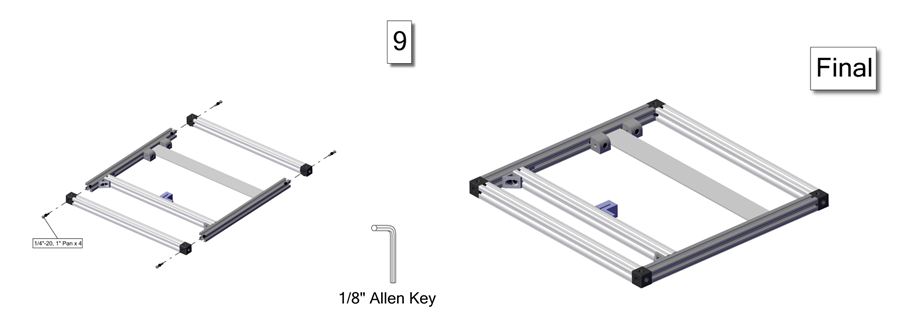 9
1/4"-20, 1" Pan x 4
1/8" Allen Key
Final